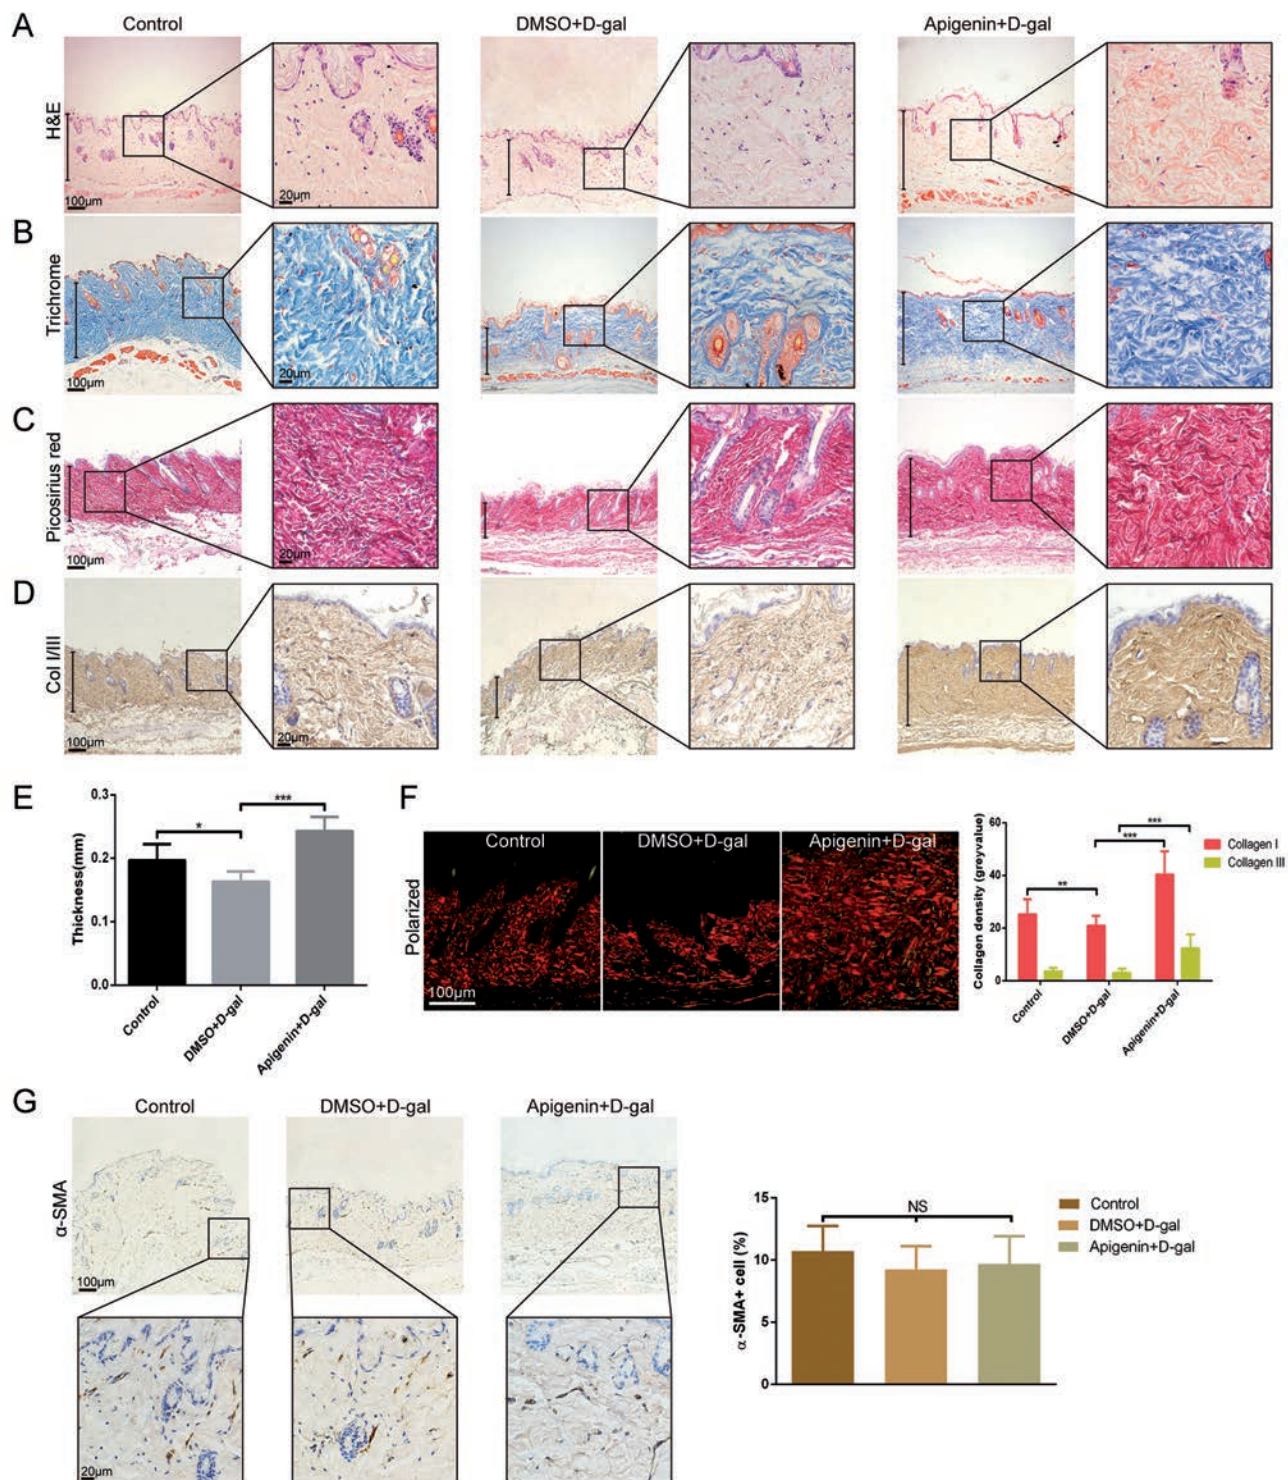 A
Control
DMSO+D-gal
Apigenin+D-gal
H&E
100μm
20μm
B
Trichrome
100μm
20μm
C
Picosirius red
100μm
20μm
D
Col I/III
100μm
20μm
E
Thickness(mm)
0.3
0.2
0.1
0.0
*
***
Control
DMSO+D-gal
Apigenin+D-gal
F
Polarized
Control
DMSO+D-gal
Apigenin+D-gal
100μm
Collagen density (greyvalue)
60
40
20
0
**
***
***
Collagen I
Collagen III
Control
DMSO+D-gal
Apigenin+D-gal
G
Control
DMSO+D-gal
Apigenin+D-gal
α-SMA
100μm
20μm
α-SMA+ cell (%)
15
10
5
0
NS
Control
DMSO+D-gal
Apigenin+D-gal